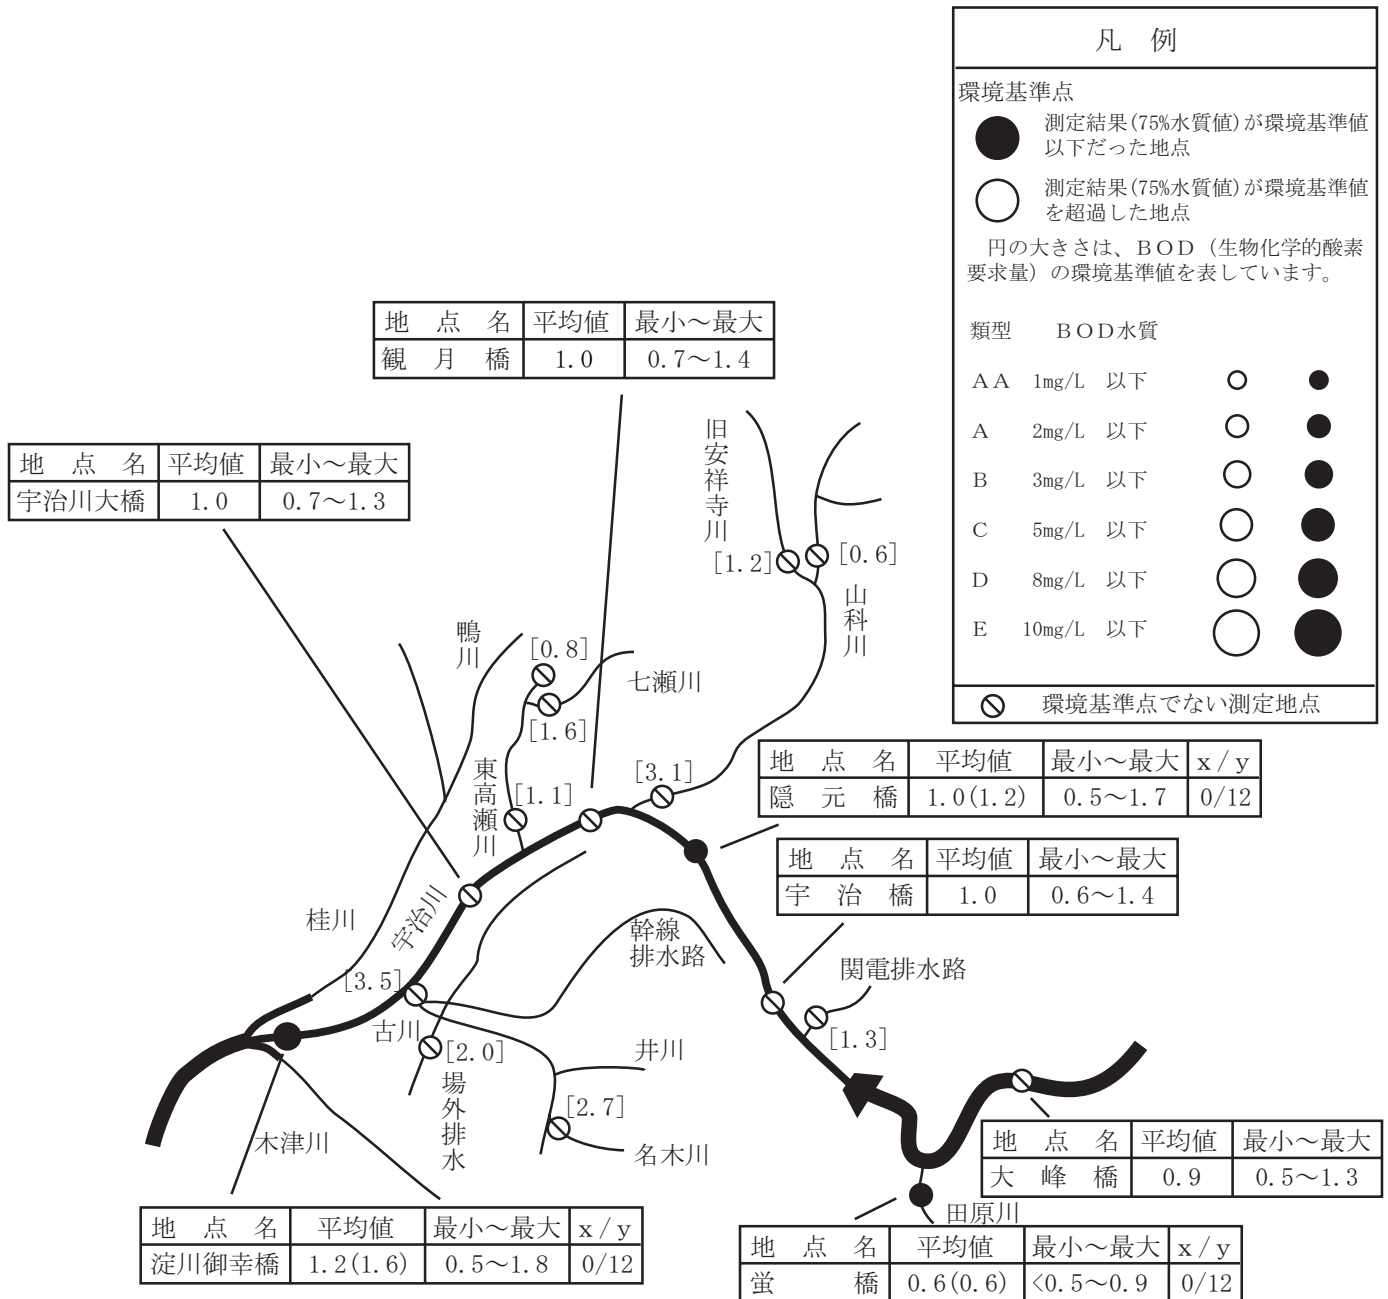 凡　例
環境基準点
測定結果(75%水質値)が環境基準値
以下だった地点
測定結果(75%水質値)が環境基準値
を超過した地点
円の大きさは、ＢＯＤ（生物化学的酸素
要求量）の環境基準値を表しています。
類型　ＢＯＤ水質
ＡＡ　1mg/L　以下
Ａ　2mg/L　以下
Ｂ　3mg/L　以下
Ｃ　5mg/L　以下
Ｄ　8mg/L　以下
Ｅ　10mg/L　以下
環境基準点でない測定地点
地　点　名　平均値　最小～最大
観　月　橋　1.0　0.7～1.4
地　点　名　平均値　最小～最大
宇治川大橋　1.0　0.7～1.3
旧安祥寺川
[1.2]
[0.6]
山科川
鴨川
[0.8]
七瀬川
[1.6]
東高瀬川
[1.1]
[3.1]
地　点　名　平均値　最小～最大　x/y
隠　元　橋　1.0(1.2)　0.5～1.7　0/12
地　点　名　平均値　最小～最大
宇　治　橋　1.0　0.6～1.4
桂川
宇治川
幹線
排水路
関電排水路
[3.5]
古川
[2.0]
井川
[1.3]
場外排水
[2.7]
名木川
木津川
地　点　名　平均値　最小～最大
大　峰　橋　0.9　0.5～1.3
田原川
地　点　名　平均値　最小～最大　x/y
淀川御幸橋　1.2(1.6)　0.5～1.8　0/12
地　点　名　平均値　最小～最大　x/y
蛍　橋　0.6(0.6)　<0.5～0.9　0/12